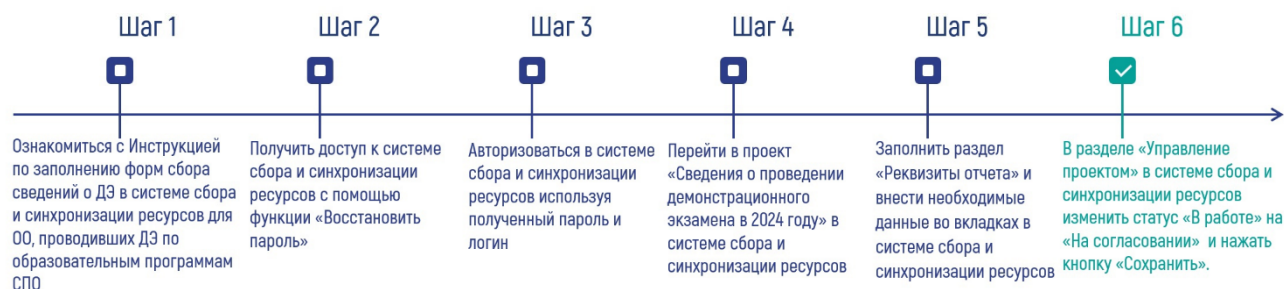 Шаг 1
Шаг 2
Шаг 3
Шаг 4
Шаг 5
Шаг 6
Ознакомиться с Инструкцией
по заполнению форм сбора
сведений о ДЭ в системе сбора
и синхронизации ресурсов для
ОО, проводивших ДЭ по
образовательным программам
СПО
Получить доступ к системе
сбора и синхронизации
ресурсов с помощью
функции «Восстановить
пароль»
Авторизоваться в системе
сбора и синхронизации
ресурсов используя
полученный пароль и
логин
Перейти в проект
«Сведения о проведении
демонстрационного
экзамена в 2024 году» в
системе сбора и
синхронизации ресурсов
Заполнить раздел
«Реквизиты отчета» и
внести необходимые
данные во вкладках в
системе сбора и
синхронизации ресурсов
В разделе «Управление
проектом» в системе сбора и
синхронизации ресурсов
изменить статус «В работе» на
«На согласовании» и нажать
кнопку «Сохранить».